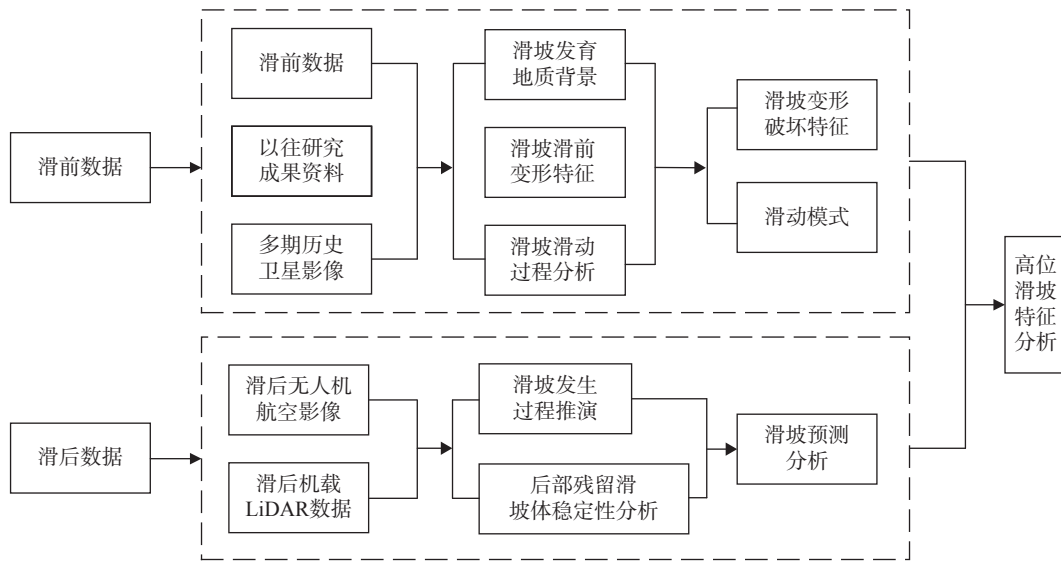 滑前数据
滑前数据
以往研究
成果资料
多期历史
卫星影像
滑坡发育
地质背景
滑坡滑前
变形特征
滑坡滑动
过程分析
滑坡变形
破坏特征
滑动模式
滑后数据
滑后无人机
航空影像
滑后机载
LiDAR数据
滑坡发生
过程推演
后部残留滑
坡体稳定性分析
滑坡预测
分析
高位
滑坡
特征
分析